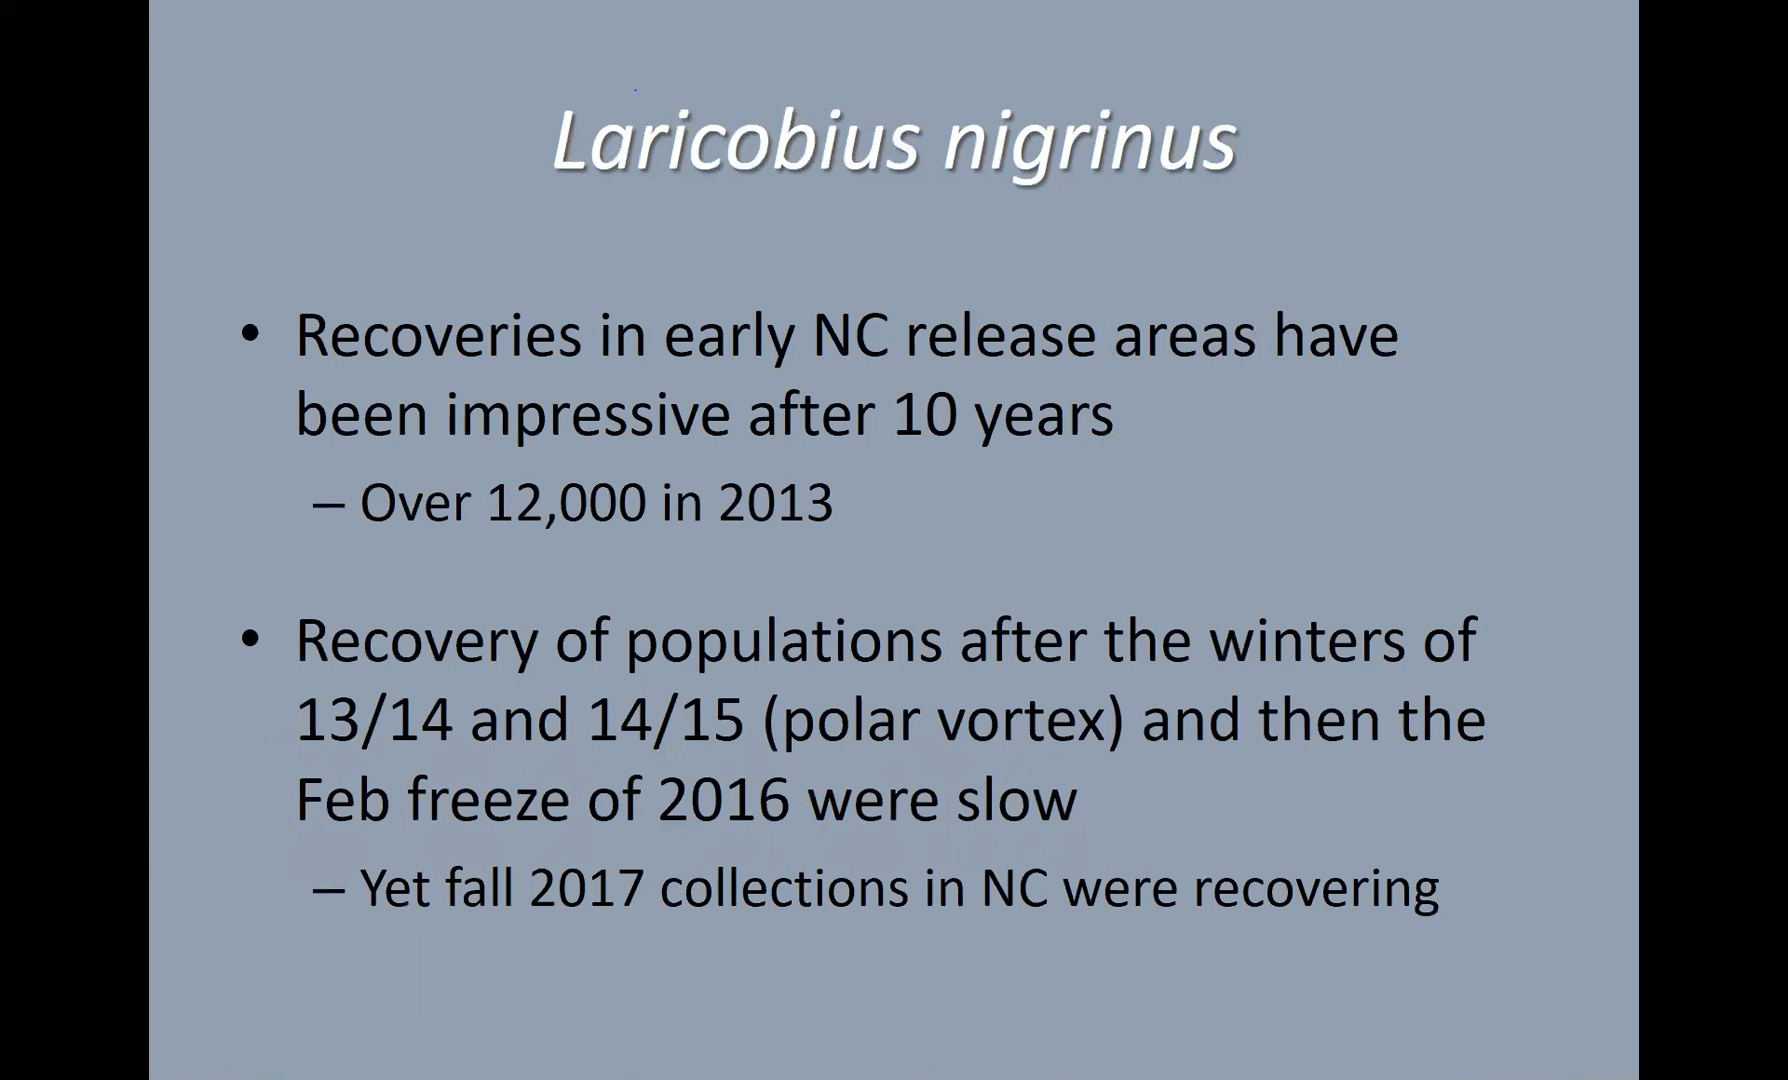 Laricobius nigrinus
• Recoveries in early NC release areas have
been impressive after 10 years
– Over 12,000 in 2013
• Recovery of populations after the winters of
13/14 and 14/15 (polar vortex) and then the
Feb freeze of 2016 were slow
– Yet fall 2017 collections in NC were recovering